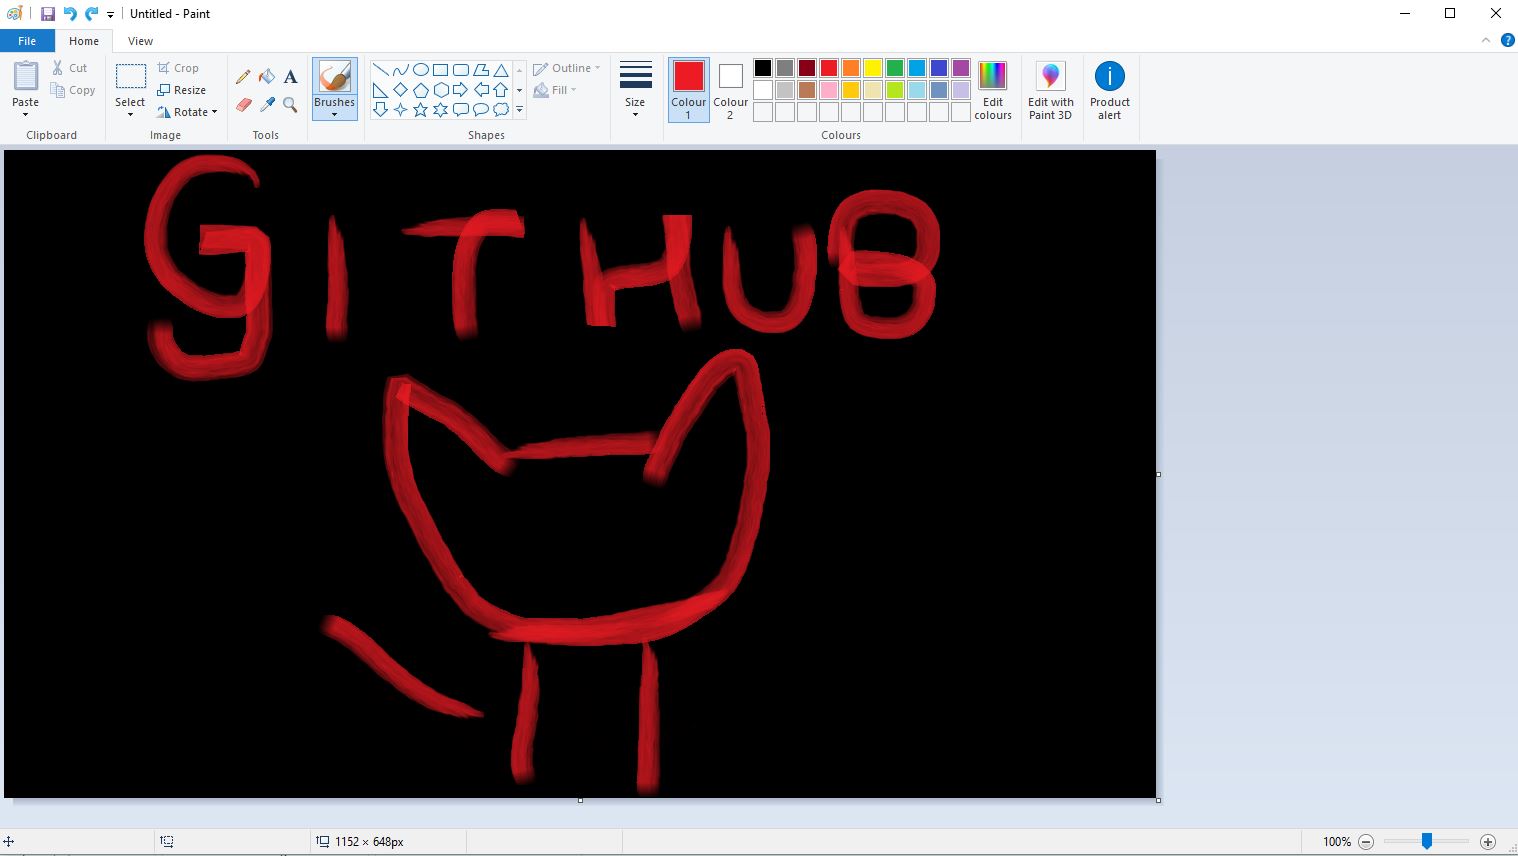 Untitled - Paint
File Home View
Paste Cut Copy Clipboard
Select Crop Resize Rotate Image
A Tools
Brushes
Outline Fill Shapes
Size
Colour 1 Colour 2 Edit colours Colours
Edit with Paint 3D
Product alert
GITHUB
1152 × 648px
100%